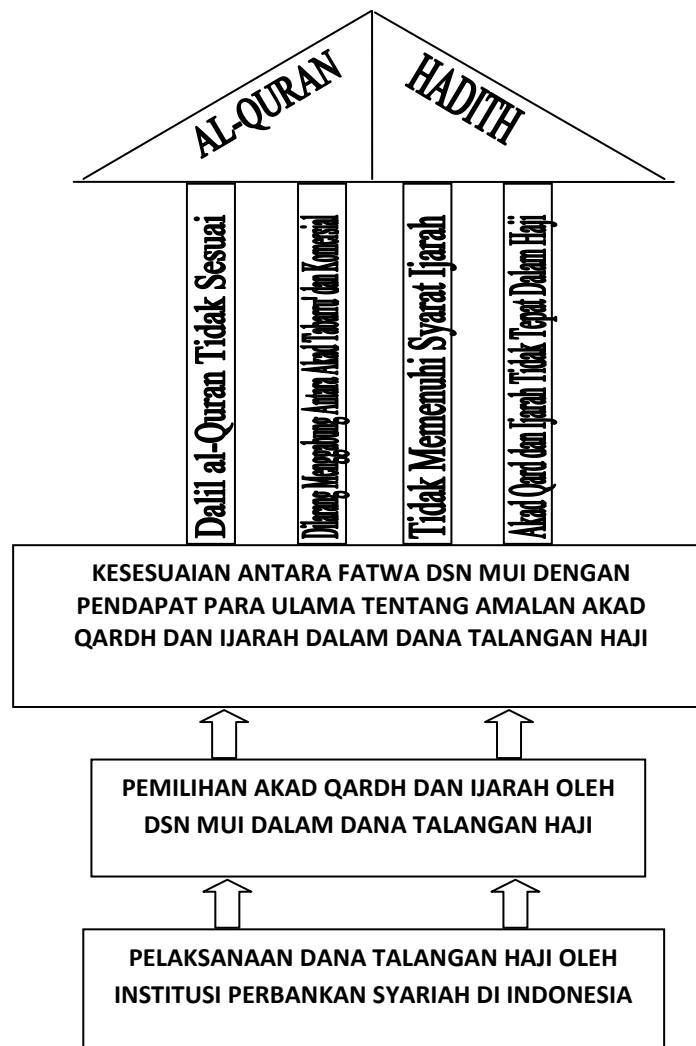 AL-QURAN
HADITH
Dalil al-Quran Tidak Sesuai
Dilarang Menggabung Antara Akad Tabarru' dan Komersial
Tidak Memenuhi Syarat Ijarah
Akad Qard dan Ijarah Tidak Tepat Dalam Haji
KESESUAIAN ANTARA FATWA DSN MUI DENGAN
PENDAPAT PARA ULAMA TENTANG AMALAN AKAD
QARDH DAN IJARAH DALAM DANA TALANGAN HAJI
PEMILIHAN AKAD QARDH DAN IJARAH OLEH
DSN MUI DALAM DANA TALANGAN HAJI
PELAKSANAAN DANA TALANGAN HAJI OLEH
INSTITUSI PERBANKAN SYARIAH DI INDONESIA